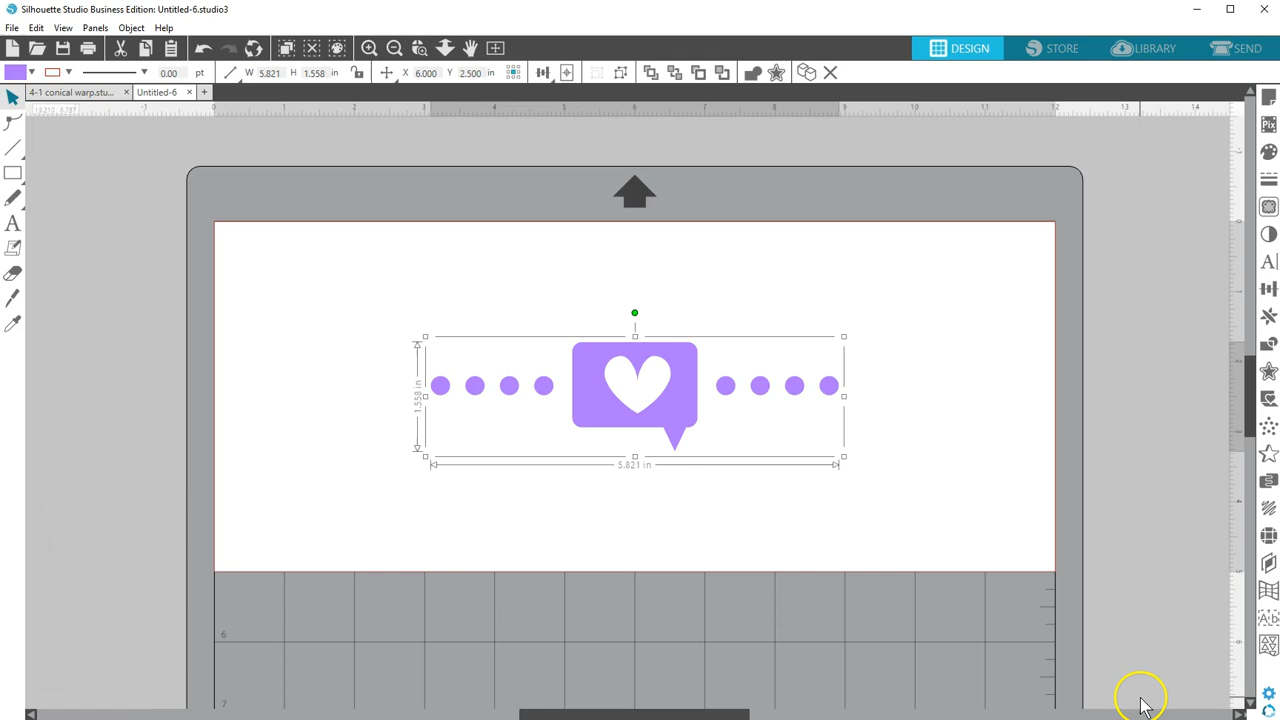 Silhouette Studio Business Edition: Untitled-6.studio3
File Edit View Panels Object Help
DESIGN STORE LIBRARY SEND
0.00 pt W 5.821 H 1.558 in X 6.000 Y 2.500 in
4-1 conical warp.stu... × Untitled-6 × +
-1 0 1 2 3 4 5 6 7 8 9 10 11 12 13 14
1.558 in
5.821 in
6
7